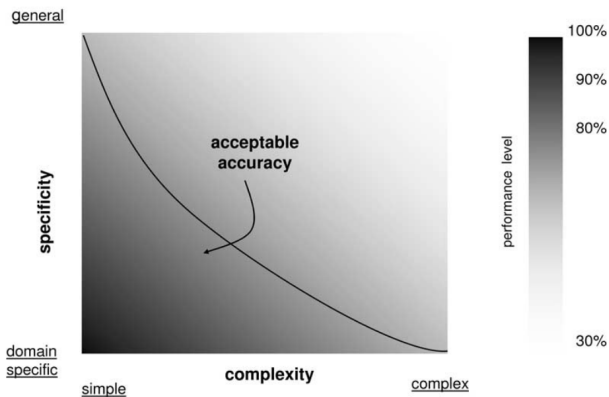 general
100%
90%
80%
acceptable
accuracy
specificity
performance level
30%
domain
specific
complexity
simple
complex